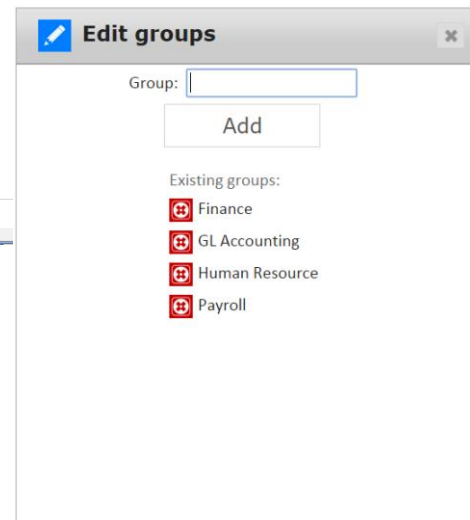 Edit groups
Group:
Add
Existing groups:
Finance
GL Accounting
Human Resource
Payroll